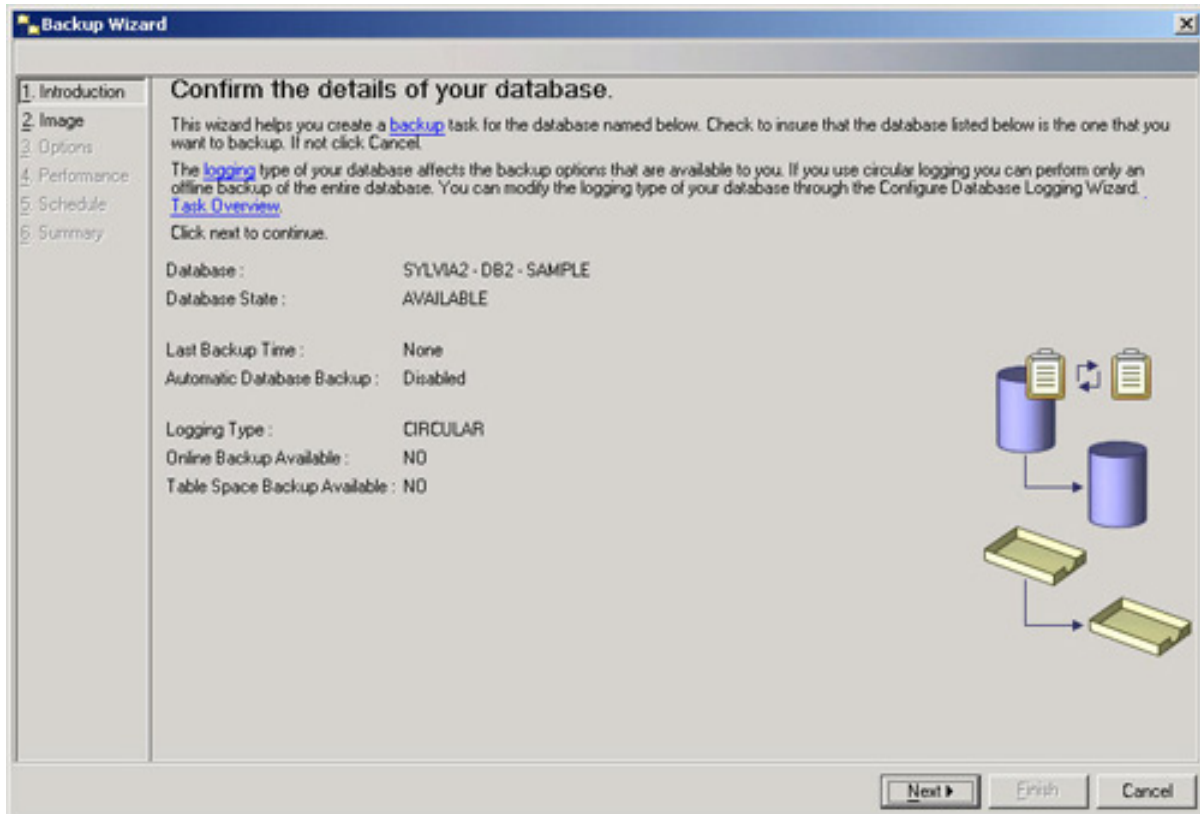 Backup Wizard
1. Introduction
2. Image
3. Options
4. Performance
5. Schedule
6. Summary
Confirm the details of your database.
This wizard helps you create a backup task for the database named below. Check to insure that the database listed below is the one that you
want to backup. If not click Cancel.
The logging type of your database affects the backup options that are available to you. If you use circular logging you can perform only an
offline backup of the entire database. You can modify the logging type of your database through the Configure Database Logging Wizard.
Task Overview.
Click next to continue.
Database : SYLVIA2 - DB2 - SAMPLE
Database State : AVAILABLE
Last Backup Time : None
Automatic Database Backup : Disabled
Logging Type : CIRCULAR
Online Backup Available : NO
Table Space Backup Available : NO
Next
Finish
Cancel